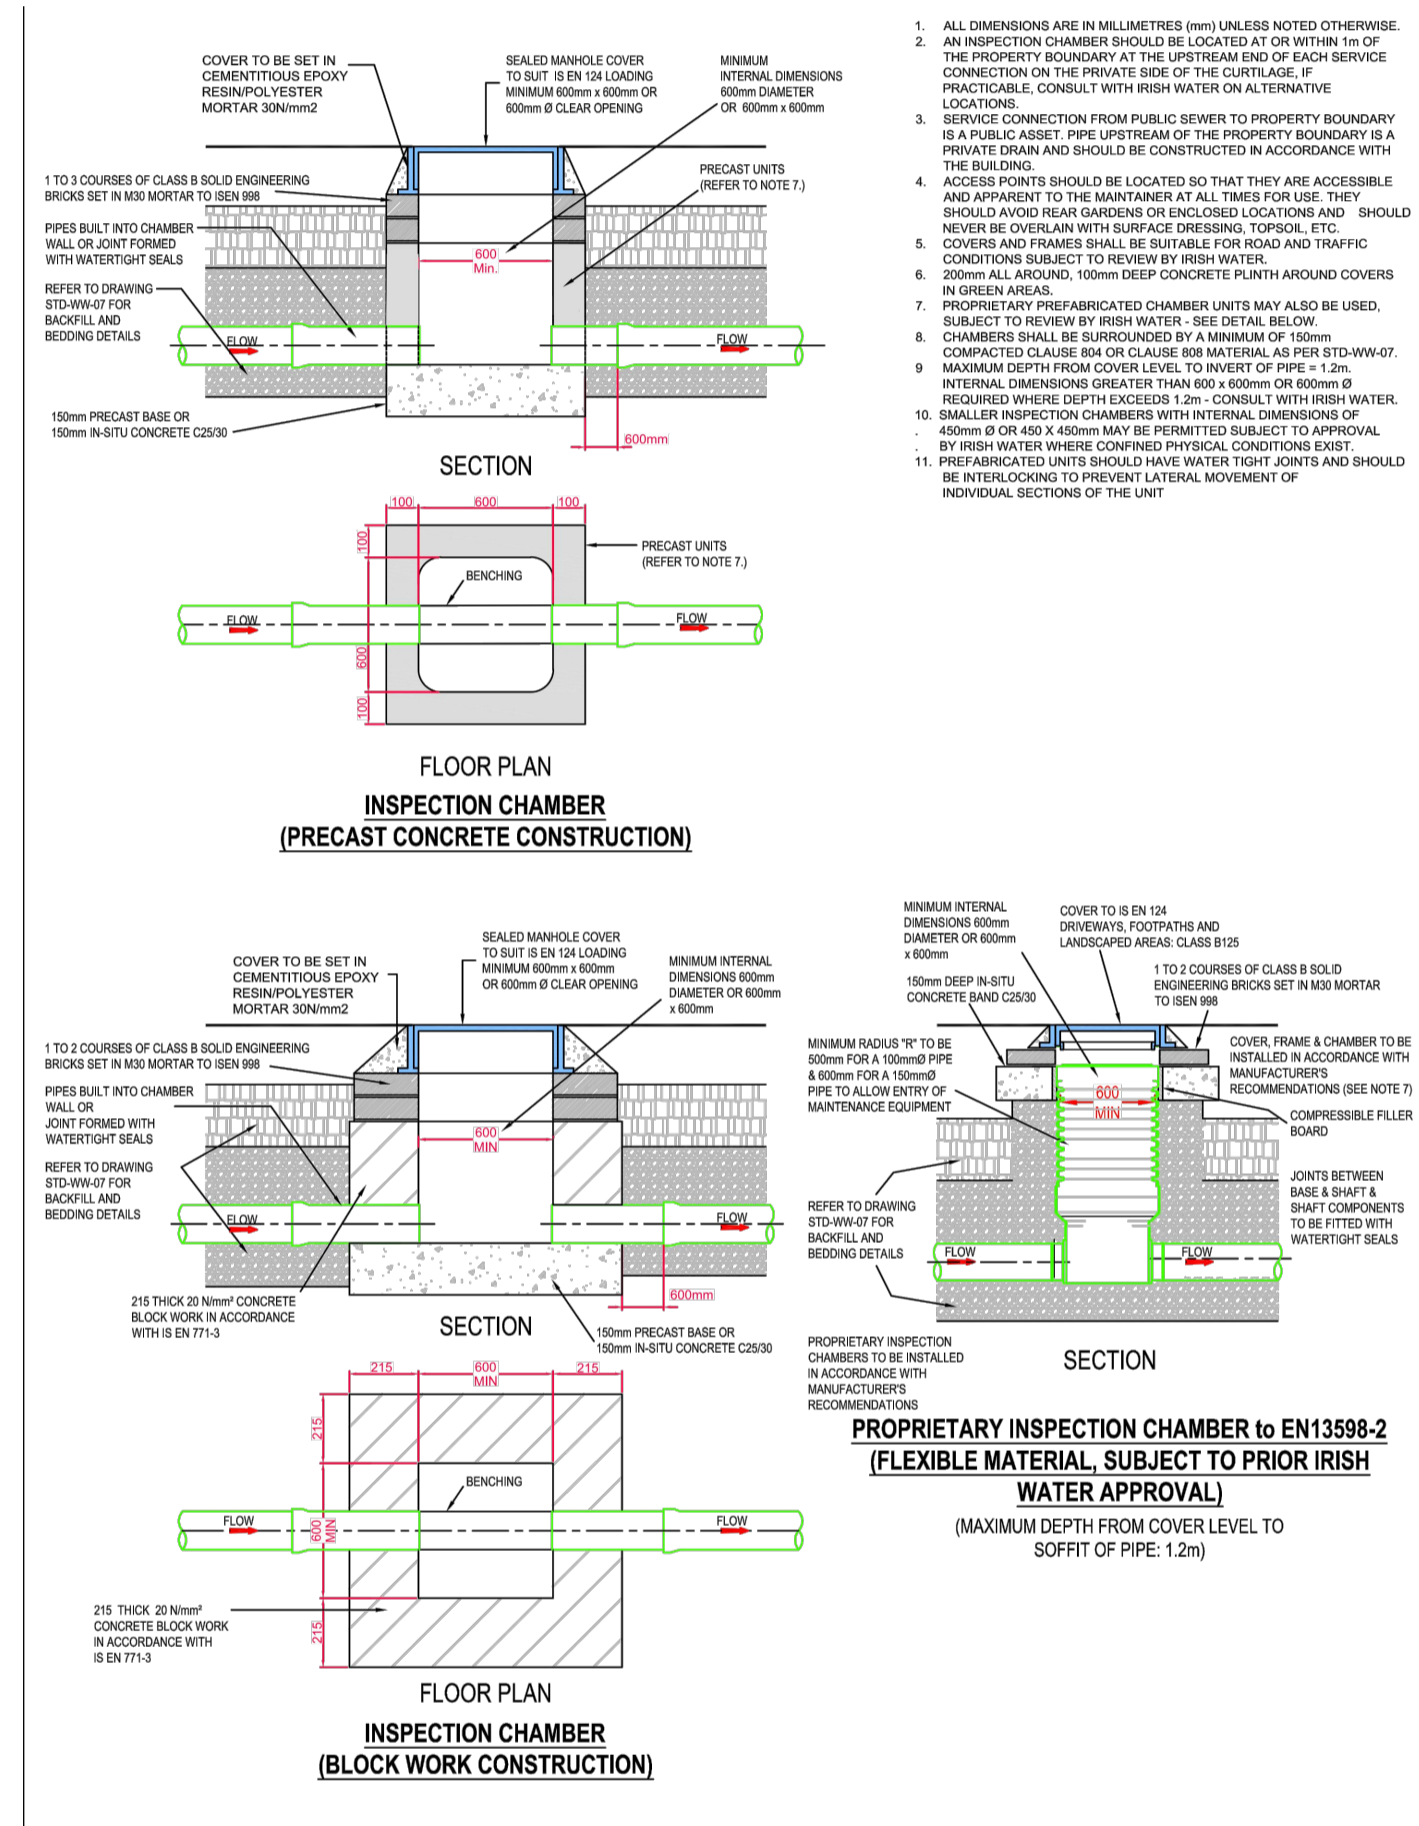 COVER TO BE SET IN
CEMENTITIOUS EPOXY
RESIN/POLYESTER
MORTAR 30N/mm2
SEALED MANHOLE COVER
TO SUIT IS EN 124 LOADING
MINIMUM 600mm x 600mm OR
600mm Ø CLEAR OPENING
MINIMUM
INTERNAL DIMENSIONS
600mm DIAMETER
OR 600mm x 600mm
PRECAST UNITS
(REFER TO NOTE 7.)
1 TO 3 COURSES OF CLASS B SOLID ENGINEERING
BRICKS SET IN M30 MORTAR TO ISEN 998
PIPES BUILT INTO CHAMBER
WALL OR JOINT FORMED
WITH WATERTIGHT SEALS
REFER TO DRAWING
STD-WW-07 FOR
BACKFILL AND
BEDDING DETAILS
150mm PRECAST BASE OR
150mm IN-SITU CONCRETE C25/30
600
Min.
FLOW
FLOW
600mm
SECTION
100
600
100
100
600
100
PRECAST UNITS
(REFER TO NOTE 7.)
BENCHING
FLOW
FLOW
FLOOR PLAN
INSPECTION CHAMBER
(PRECAST CONCRETE CONSTRUCTION)
1. ALL DIMENSIONS ARE IN MILLIMETRES (mm) UNLESS NOTED OTHERWISE.
2. AN INSPECTION CHAMBER SHOULD BE LOCATED AT OR WITHIN 1m OF
THE PROPERTY BOUNDARY AT THE UPSTREAM END OF EACH SERVICE
CONNECTION ON THE PRIVATE SIDE OF THE CURTILAGE, IF
PRACTICABLE, CONSULT WITH IRISH WATER ON ALTERNATIVE
LOCATIONS.
3. SERVICE CONNECTION FROM PUBLIC SEWER TO PROPERTY BOUNDARY
IS A PUBLIC ASSET. PIPE UPSTREAM OF THE PROPERTY BOUNDARY IS A
PRIVATE DRAIN AND SHOULD BE CONSTRUCTED IN ACCORDANCE WITH
THE BUILDING.
4. ACCESS POINTS SHOULD BE LOCATED SO THAT THEY ARE ACCESSIBLE
AND APPARENT TO THE MAINTAINER AT ALL TIMES FOR USE. THEY
SHOULD AVOID REAR GARDENS OR ENCLOSED LOCATIONS AND SHOULD
NEVER BE OVERLAIN WITH SURFACE DRESSING, TOPSOIL, ETC.
5. COVERS AND FRAMES SHALL BE SUITABLE FOR ROAD AND TRAFFIC
CONDITIONS SUBJECT TO REVIEW BY IRISH WATER.
6. 200mm ALL AROUND, 100mm DEEP CONCRETE PLINTH AROUND COVERS
IN GREEN AREAS.
7. PROPRIETARY PREFABRICATED CHAMBER UNITS MAY ALSO BE USED,
SUBJECT TO REVIEW BY IRISH WATER - SEE DETAIL BELOW.
8. CHAMBERS SHALL BE SURROUNDED BY A MINIMUM OF 150mm
COMPACTED CLAUSE 804 OR CLAUSE 808 MATERIAL AS PER STD-WW-07.
9 MAXIMUM DEPTH FROM COVER LEVEL TO INVERT OF PIPE = 1.2m.
INTERNAL DIMENSIONS GREATER THAN 600 x 600mm OR 600mm Ø
REQUIRED WHERE DEPTH EXCEEDS 1.2m - CONSULT WITH IRISH WATER.
10. SMALLER INSPECTION CHAMBERS WITH INTERNAL DIMENSIONS OF
. 450mm Ø OR 450 X 450mm MAY BE PERMITTED SUBJECT TO APPROVAL
. BY IRISH WATER WHERE CONFINED PHYSICAL CONDITIONS EXIST.
11. PREFABRICATED UNITS SHOULD HAVE WATER TIGHT JOINTS AND SHOULD
BE INTERLOCKING TO PREVENT LATERAL MOVEMENT OF
INDIVIDUAL SECTIONS OF THE UNIT
COVER TO BE SET IN
CEMENTITIOUS EPOXY
RESIN/POLYESTER
MORTAR 30N/mm2
SEALED MANHOLE COVER
TO SUIT IS EN 124 LOADING
MINIMUM 600mm x 600mm
OR 600mm Ø CLEAR OPENING
MINIMUM INTERNAL
DIMENSIONS 600mm
DIAMETER OR 600mm
x 600mm
1 TO 2 COURSES OF CLASS B SOLID ENGINEERING
BRICKS SET IN M30 MORTAR TO ISEN 998
PIPES BUILT INTO CHAMBER
WALL OR
JOINT FORMED WITH
WATERTIGHT SEALS
REFER TO DRAWING
STD-WW-07 FOR
BACKFILL AND
BEDDING DETAILS
600
MIN
FLOW
FLOW
215 THICK 20 N/mm² CONCRETE
BLOCK WORK IN ACCORDANCE
WITH IS EN 771-3
600mm
SECTION
150mm PRECAST BASE OR
150mm IN-SITU CONCRETE C25/30
215
600
MIN
215
215
600
MIN
215
BENCHING
FLOW
FLOW
215 THICK 20 N/mm²
CONCRETE BLOCK WORK
IN ACCORDANCE WITH
IS EN 771-3
FLOOR PLAN
INSPECTION CHAMBER
(BLOCK WORK CONSTRUCTION)
MINIMUM INTERNAL
DIMENSIONS 600mm
DIAMETER OR 600mm
x 600mm
COVER TO IS EN 124
DRIVEWAYS, FOOTPATHS AND
LANDSCAPED AREAS: CLASS B125
150mm DEEP IN-SITU
CONCRETE BAND C25/30
1 TO 2 COURSES OF CLASS B SOLID
ENGINEERING BRICKS SET IN M30 MORTAR
TO ISEN 998
MINIMUM RADIUS "R" TO BE
500mm FOR A 100mmØ PIPE
& 600mm FOR A 150mmØ
PIPE TO ALLOW ENTRY OF
MAINTENANCE EQUIPMENT
COVER, FRAME & CHAMBER TO BE
INSTALLED IN ACCORDANCE WITH
MANUFACTURER'S
RECOMMENDATIONS (SEE NOTE 7)
600
MIN
COMPRESSIBLE FILLER
BOARD
JOINTS BETWEEN
BASE & SHAFT &
SHAFT COMPONENTS
TO BE FITTED WITH
WATERTIGHT SEALS
REFER TO DRAWING
STD-WW-07 FOR
BACKFILL AND
BEDDING DETAILS
FLOW
FLOW
PROPRIETARY INSPECTION
CHAMBERS TO BE INSTALLED
IN ACCORDANCE WITH
MANUFACTURER'S
RECOMMENDATIONS
SECTION
PROPRIETARY INSPECTION CHAMBER to EN13598-2
(FLEXIBLE MATERIAL, SUBJECT TO PRIOR IRISH
WATER APPROVAL)
(MAXIMUM DEPTH FROM COVER LEVEL TO
SOFFIT OF PIPE: 1.2m)